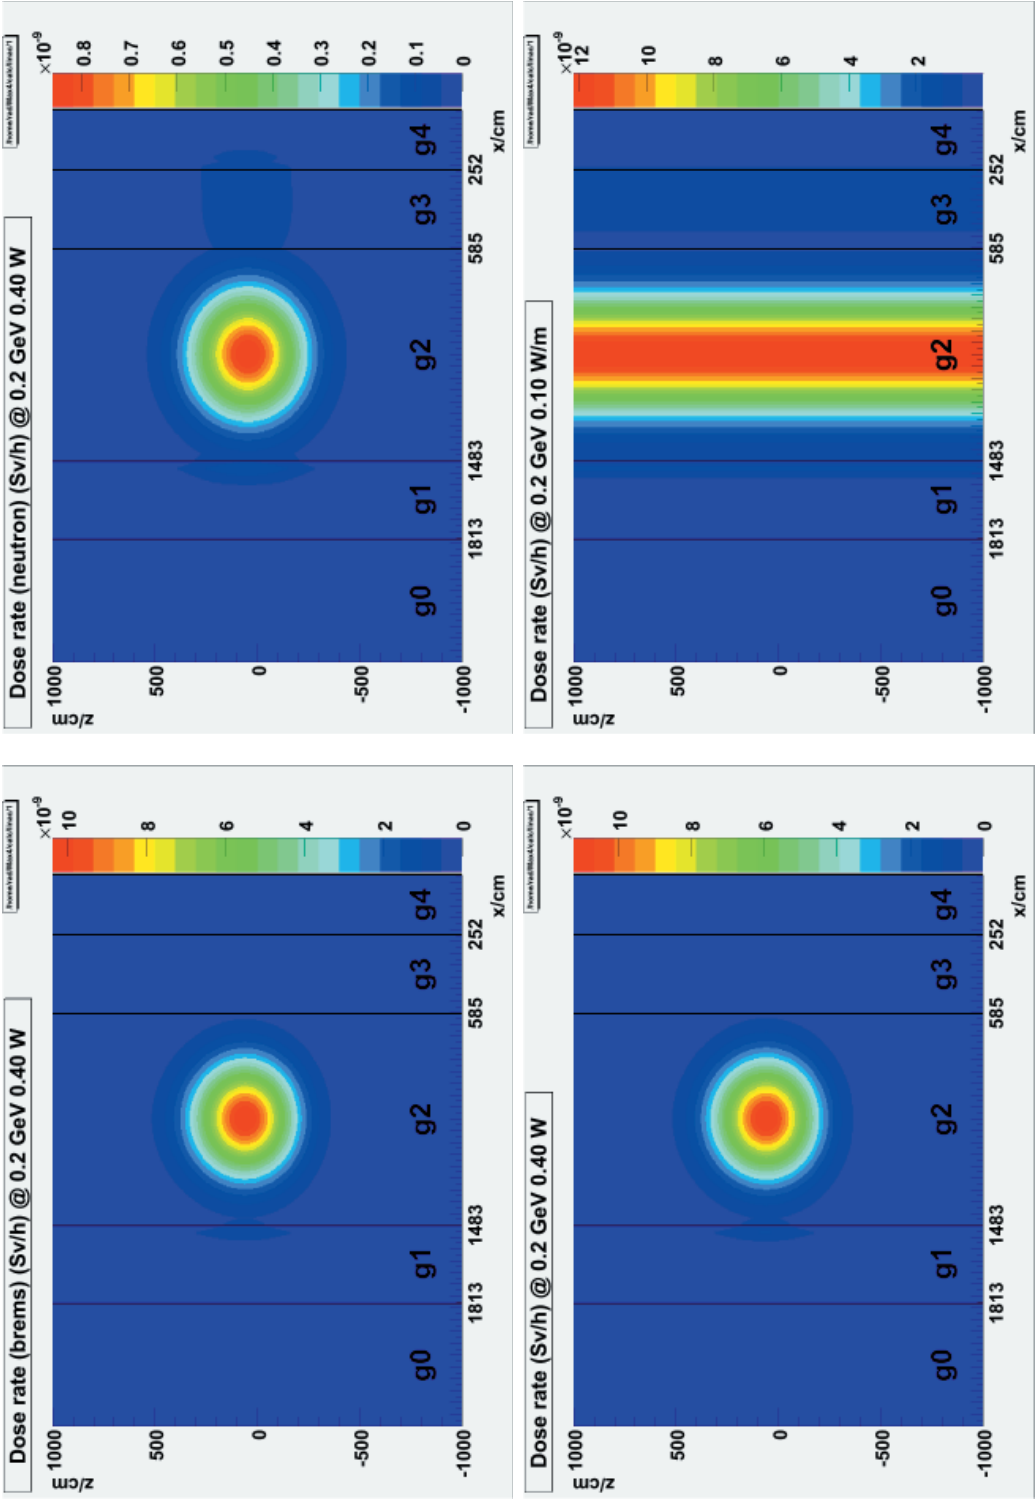 Dose rate (brems) (Sv/h) @ 0.2 GeV 0.40 W
×10⁻⁹
z/cm
1000
500
0
-500
-1000
g0 g1 g2 g3 g4
1813 1483 585 252
x/cm
10
8
6
4
2
0
Dose rate (neutron) (Sv/h) @ 0.2 GeV 0.40 W
×10⁻⁹
z/cm
1000
500
0
-500
-1000
g0 g1 g2 g3 g4
1813 1483 585 252
x/cm
0.8
0.7
0.6
0.5
0.4
0.3
0.2
0.1
0
Dose rate (Sv/h) @ 0.2 GeV 0.40 W
×10⁻⁹
z/cm
1000
500
0
-500
-1000
g0 g1 g2 g3 g4
1813 1483 585 252
x/cm
10
8
6
4
2
0
Dose rate (Sv/h) @ 0.2 GeV 0.10 W/m
×10⁻⁹
z/cm
1000
500
0
-500
-1000
g0 g1 g2 g3 g4
1813 1483 585 252
x/cm
12
10
8
6
4
2